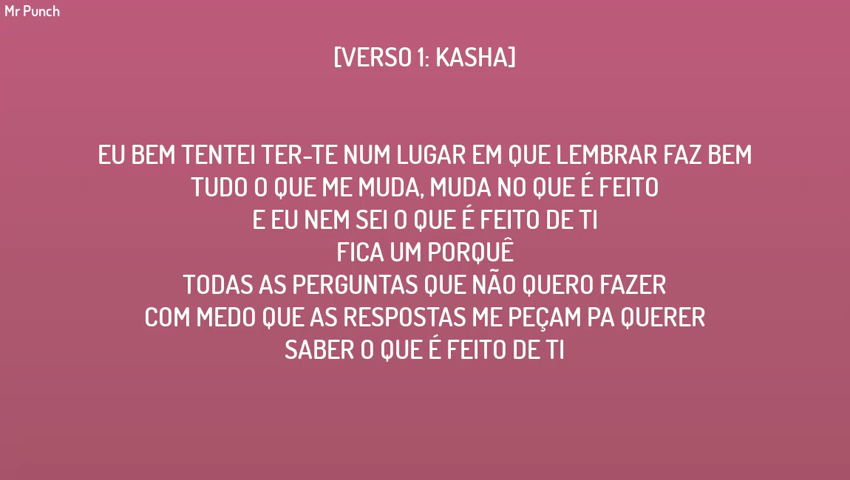 Mr Punch
[VERSO 1: KASHA]
EU BEM TENTEI TER-TE NUM LUGAR EM QUE LEMBRAR FAZ BEM
TUDO O QUE ME MUDA, MUDA NO QUE É FEITO
E EU NEM SEI O QUE É FEITO DE TI
FICA UM PORQUÊ
TODAS AS PERGUNTAS QUE NÃO QUERO FAZER
COM MEDO QUE AS RESPOSTAS ME PEÇAM PA QUERER
SABER O QUE É FEITO DE TI